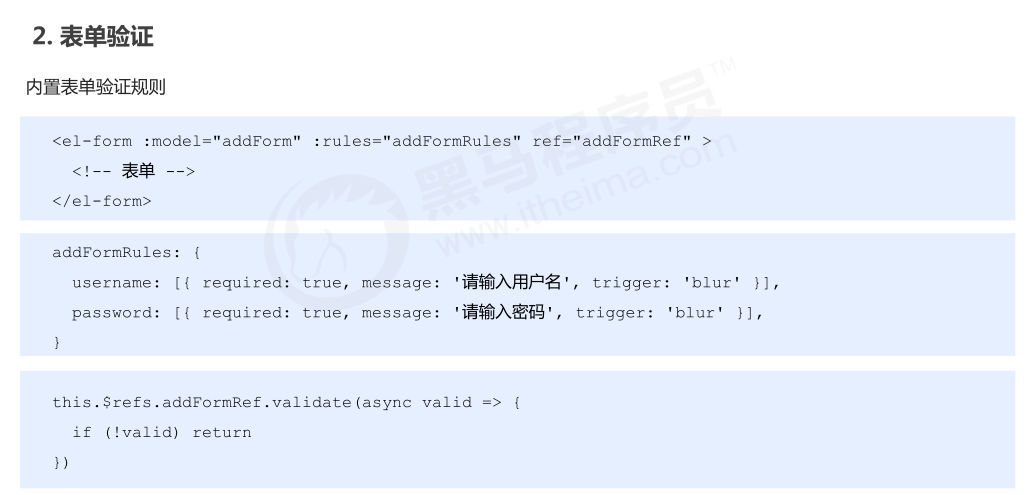 2. 表单验证
内置表单验证规则
<el-form :model="addForm" :rules="addFormRules" ref="addFormRef" >
<!-- 表单 -->
</el-form>
黑马程序员™
www.itheima.com
addFormRules: {
username: [{ required: true, message: '请输入用户名', trigger: 'blur' }],
password: [{ required: true, message: '请输入密码', trigger: 'blur' }],
}
this.$refs.addFormRef.validate(async valid => {
if (!valid) return
})